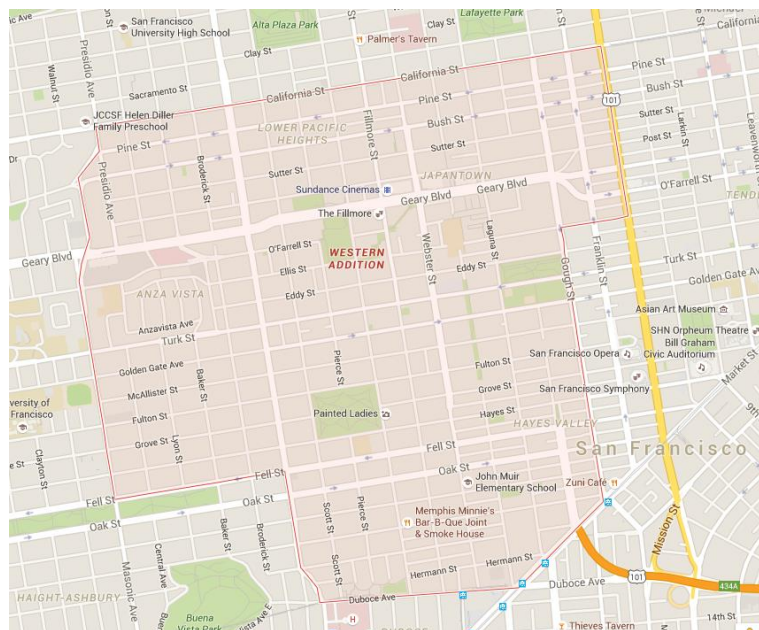 San Francisco
University High School
Alta Plaza Park
Lafayette Park
Clay St
Clay St
Palmer's Tavern
California St
Presidio Ave
Walnut St
Sacramento St
California St
Pine St
Pine St
Bush St
101
Bush St
JCCSF Helen Diller
Family Preschool
LOWER PACIFIC
HEIGHTS
Fillmore St
Sutter St
Larkin St
Leavenworth St
Post St
Pine St
Sutter St
Dr
Broderick St
Sutter St
JAPANTOWN
Presidio Ave
Sundance Cinemas
Geary Blvd
Geary Blvd
O'Farrell St
The Fillmore
Laguna St
Webster St
Franklin St
Gough St
Geary Blvd
O'Farrell St
WESTERN
ADDITION
Ellis St
Eddy St
Turk St
Eddy St
Golden Gate Ave
ANZA VISTA
Asian Art Museum
Anzavista Ave
Turk St
SHN Orpheum Theatre
Bill Graham
Civic Auditorium
San Francisco Opera
Pierce St
Fulton St
Golden Gate Ave
San Francisco Symphony
Market St
McAllister St
Baker St
Grove St
Fulton St
Painted Ladies
Hayes St
9th
Grove St
Lyon St
HAYES VALLEY
San Francisco
Clayton St
Fell St
Fell St
Oak St
John Muir
Elementary School
Zuni Café
Fell St
Oak St
Scott St
Pierce St
Memphis Minnie's
Bar-B-Que Joint
& Smoke House
Mission St
Baker St
Broderick St
Central Ave
Masonic Ave
Scott St
Hermann St
Hermann St
101
434A
Duboce Ave
HAIGHT-ASHBURY
Duboce Ave
Buena
Vista Park
H
14th St
Thieves Tavern